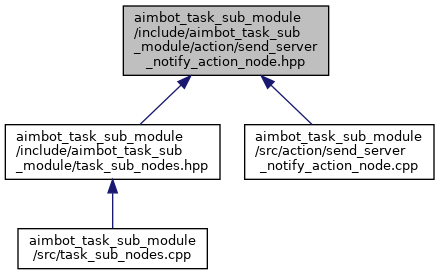 aimbot_task_sub_module
/include/aimbot_task_sub
_module/action/send_server
_notify_action_node.hpp
aimbot_task_sub_module
/include/aimbot_task_sub
_module/task_sub_nodes.hpp
aimbot_task_sub_module
/src/action/send_server
_notify_action_node.cpp
aimbot_task_sub_module
/src/task_sub_nodes.cpp